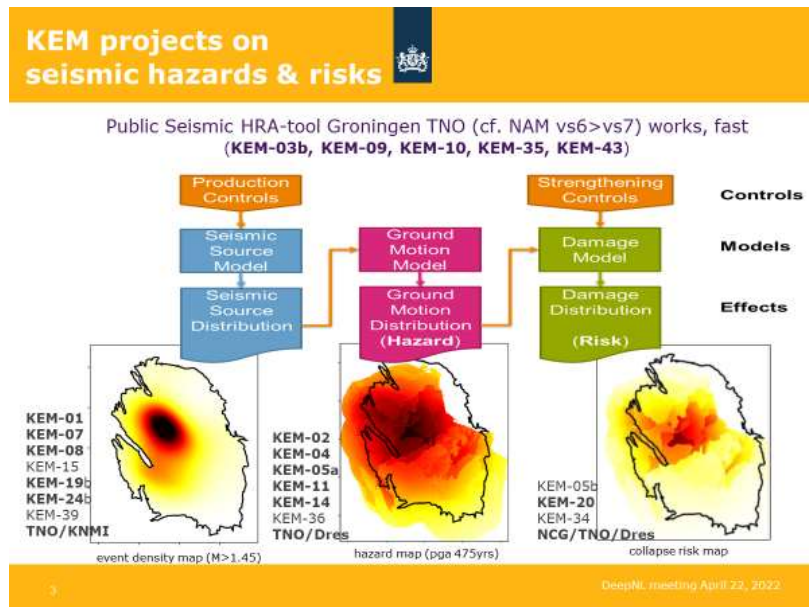 KEM projects on
seismic hazards & risks
Public Seismic HRA-tool Groningen TNO (cf. NAM vs6>vs7) works, fast
(KEM-03b, KEM-09, KEM-10, KEM-35, KEM-43)
Production
Controls
Strengthening
Controls
Controls
Seismic
Source
Model
Ground
Motion
Model
Damage
Model
Models
Seismic
Source
Distribution
Ground
Motion
Distribution
(Hazard)
Damage
Distribution
(Risk)
Effects
KEM-01
KEM-07
KEM-08
KEM-15
KEM-19b
KEM-24b
KEM-39
TNO/KNMI
event density map (M>1.45)
KEM-02
KEM-04
KEM-05a
KEM-11
KEM-14
KEM-36
TNO/Dres
hazard map (pga 475yrs)
KEM-05b
KEM-20
KEM-34
NCG/TNO/Dres
collapse risk map
3
DeepNL meeting April 22, 2022